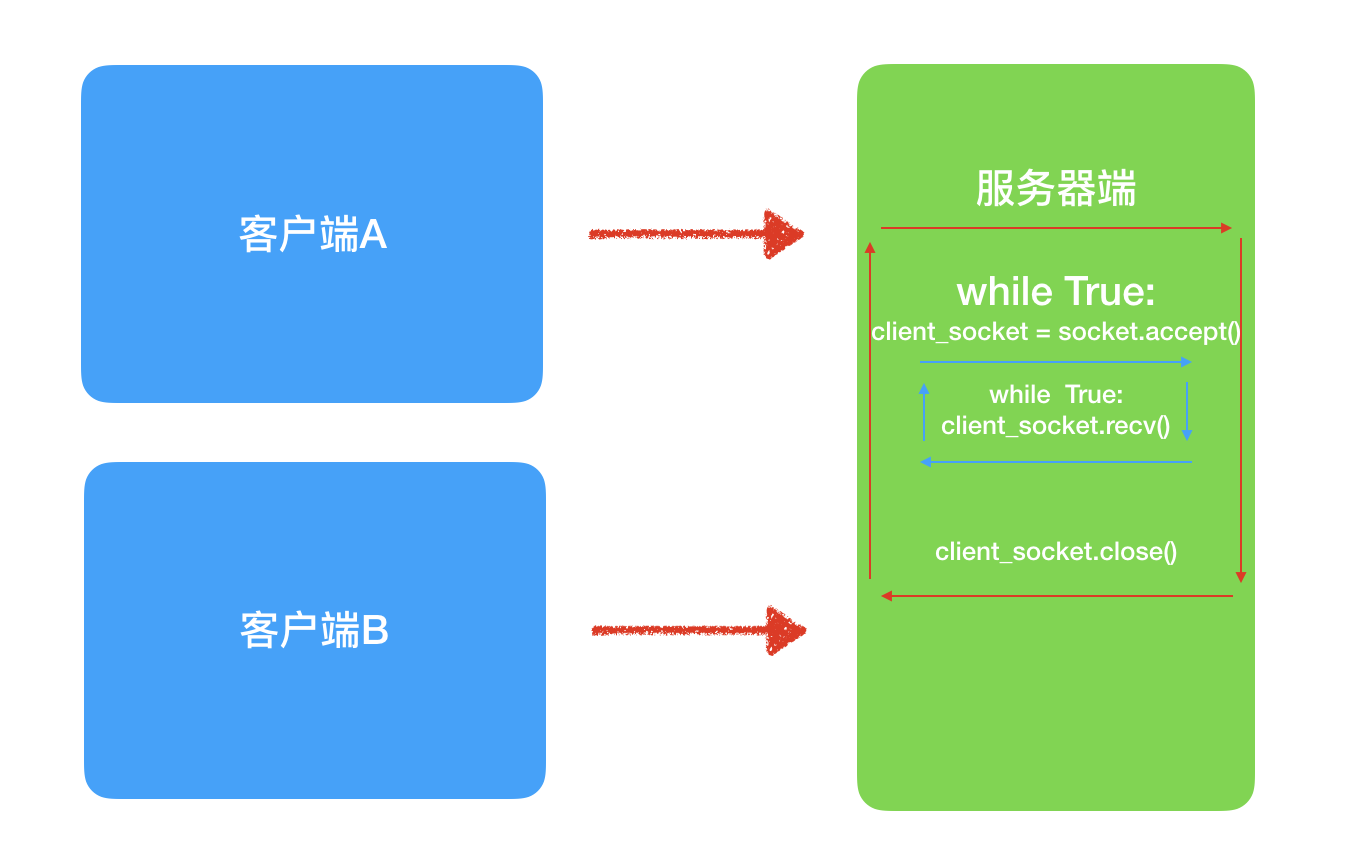 客户端A
客户端B
服务器端
while True:
client_socket = socket.accept()
while  True:
client_socket.recv()
client_socket.close()